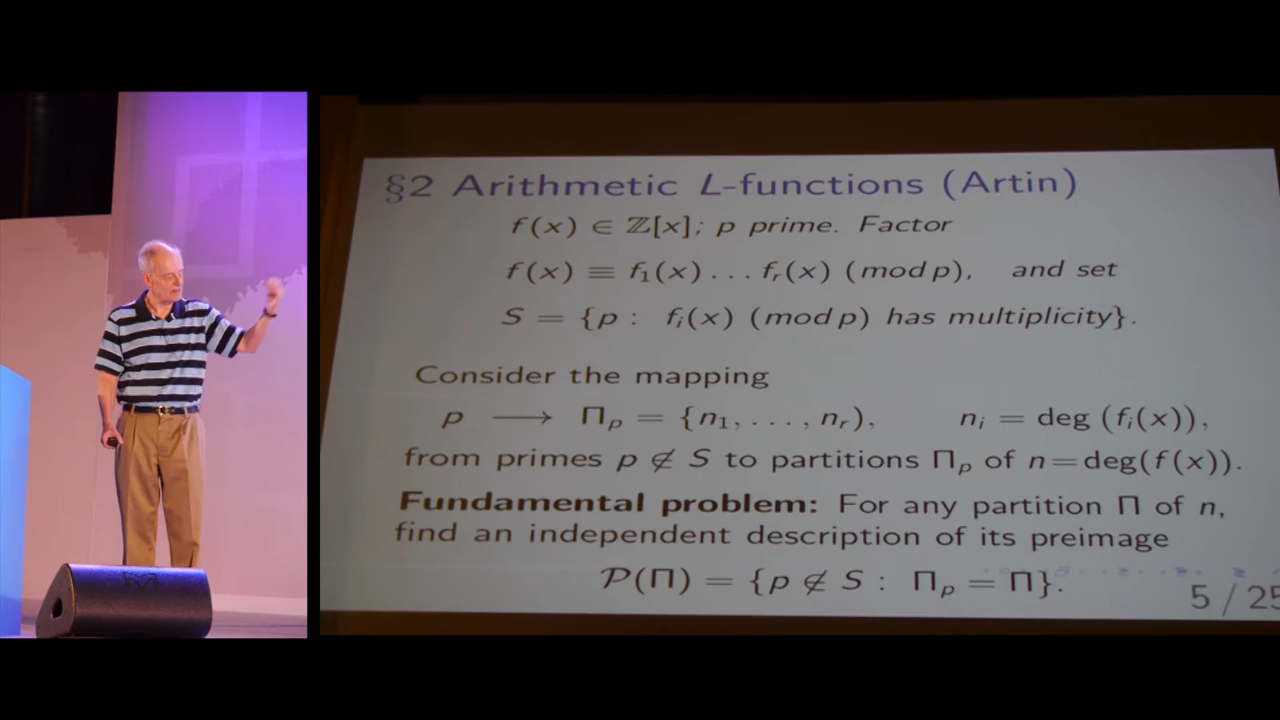 §2 Arithmetic L-functions (Artin)
f(x) ∈ ℤ[x]; p prime. Factor
f(x) ≡ f₁(x) … fᵣ(x) (mod p), and set
S = {p : fᵢ(x) (mod p) has multiplicity}.
Consider the mapping
p ⟶ Πₚ = {n₁, …, nᵣ), nᵢ = deg (fᵢ(x)),
from primes p ∉ S to partitions Πₚ of n = deg(f(x)).
Fundamental problem: For any partition Π of n,
find an independent description of its preimage
𝒫(Π) = {p ∉ S : Πₚ = Π}.
5 / 25